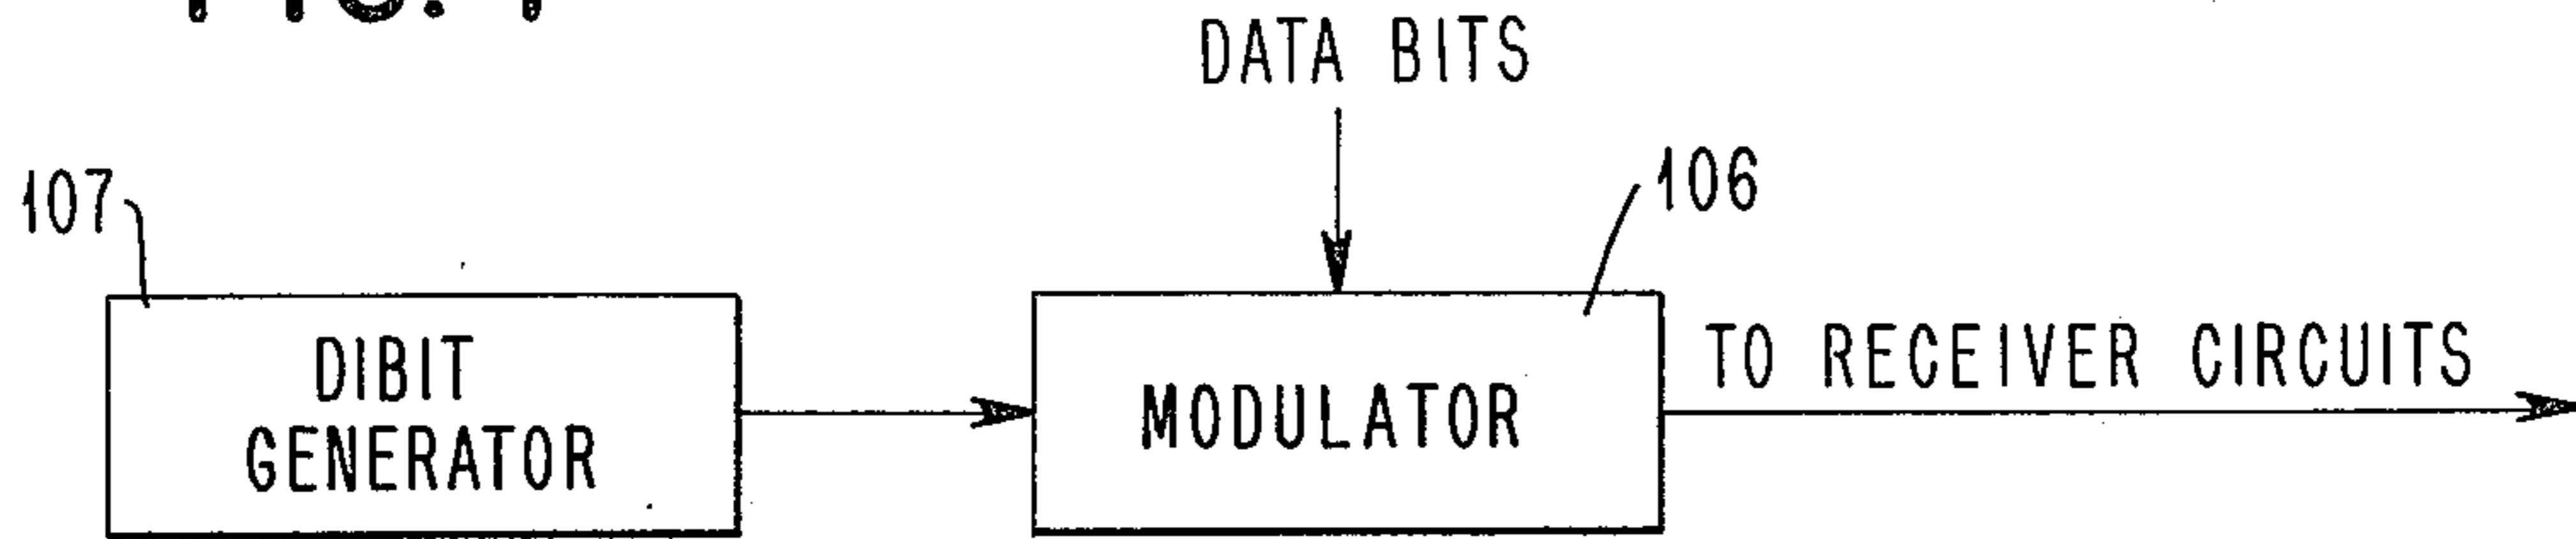 DATA BITS
107
106
DIBIT
GENERATOR
MODULATOR
TO RECEIVER CIRCUITS